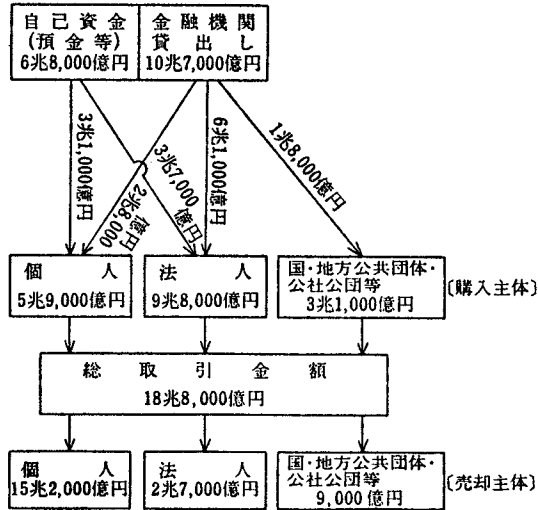 自己資金
(預金等)
6兆8,000億円
金融機関
貸出し
10兆7,000億円
3兆1,000億円
2兆8,000億円
3兆7,000億円
6兆1,000億円
1兆8,000億円
個人
5兆9,000億円
法人
9兆8,000億円
国・地方公共団体・
公社公団等
3兆1,000億円
〔購入主体〕
総取引金額
18兆8,000億円
個人
15兆2,000億円
法人
2兆7,000億円
国・地方公共団体・
公社公団等
9,000億円
〔売却主体〕